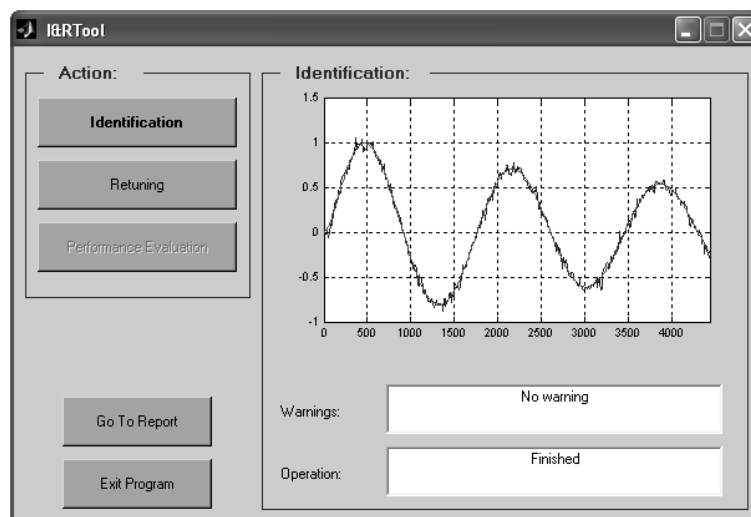 I&RTool
Action:
Identification
Retuning
Performance Evaluation
Go To Report
Exit Program
Identification:
1.5
1
0.5
0
-0.5
-1
0 500 1000 1500 2000 2500 3000 3500 4000
Warnings:
No warning
Operation:
Finished